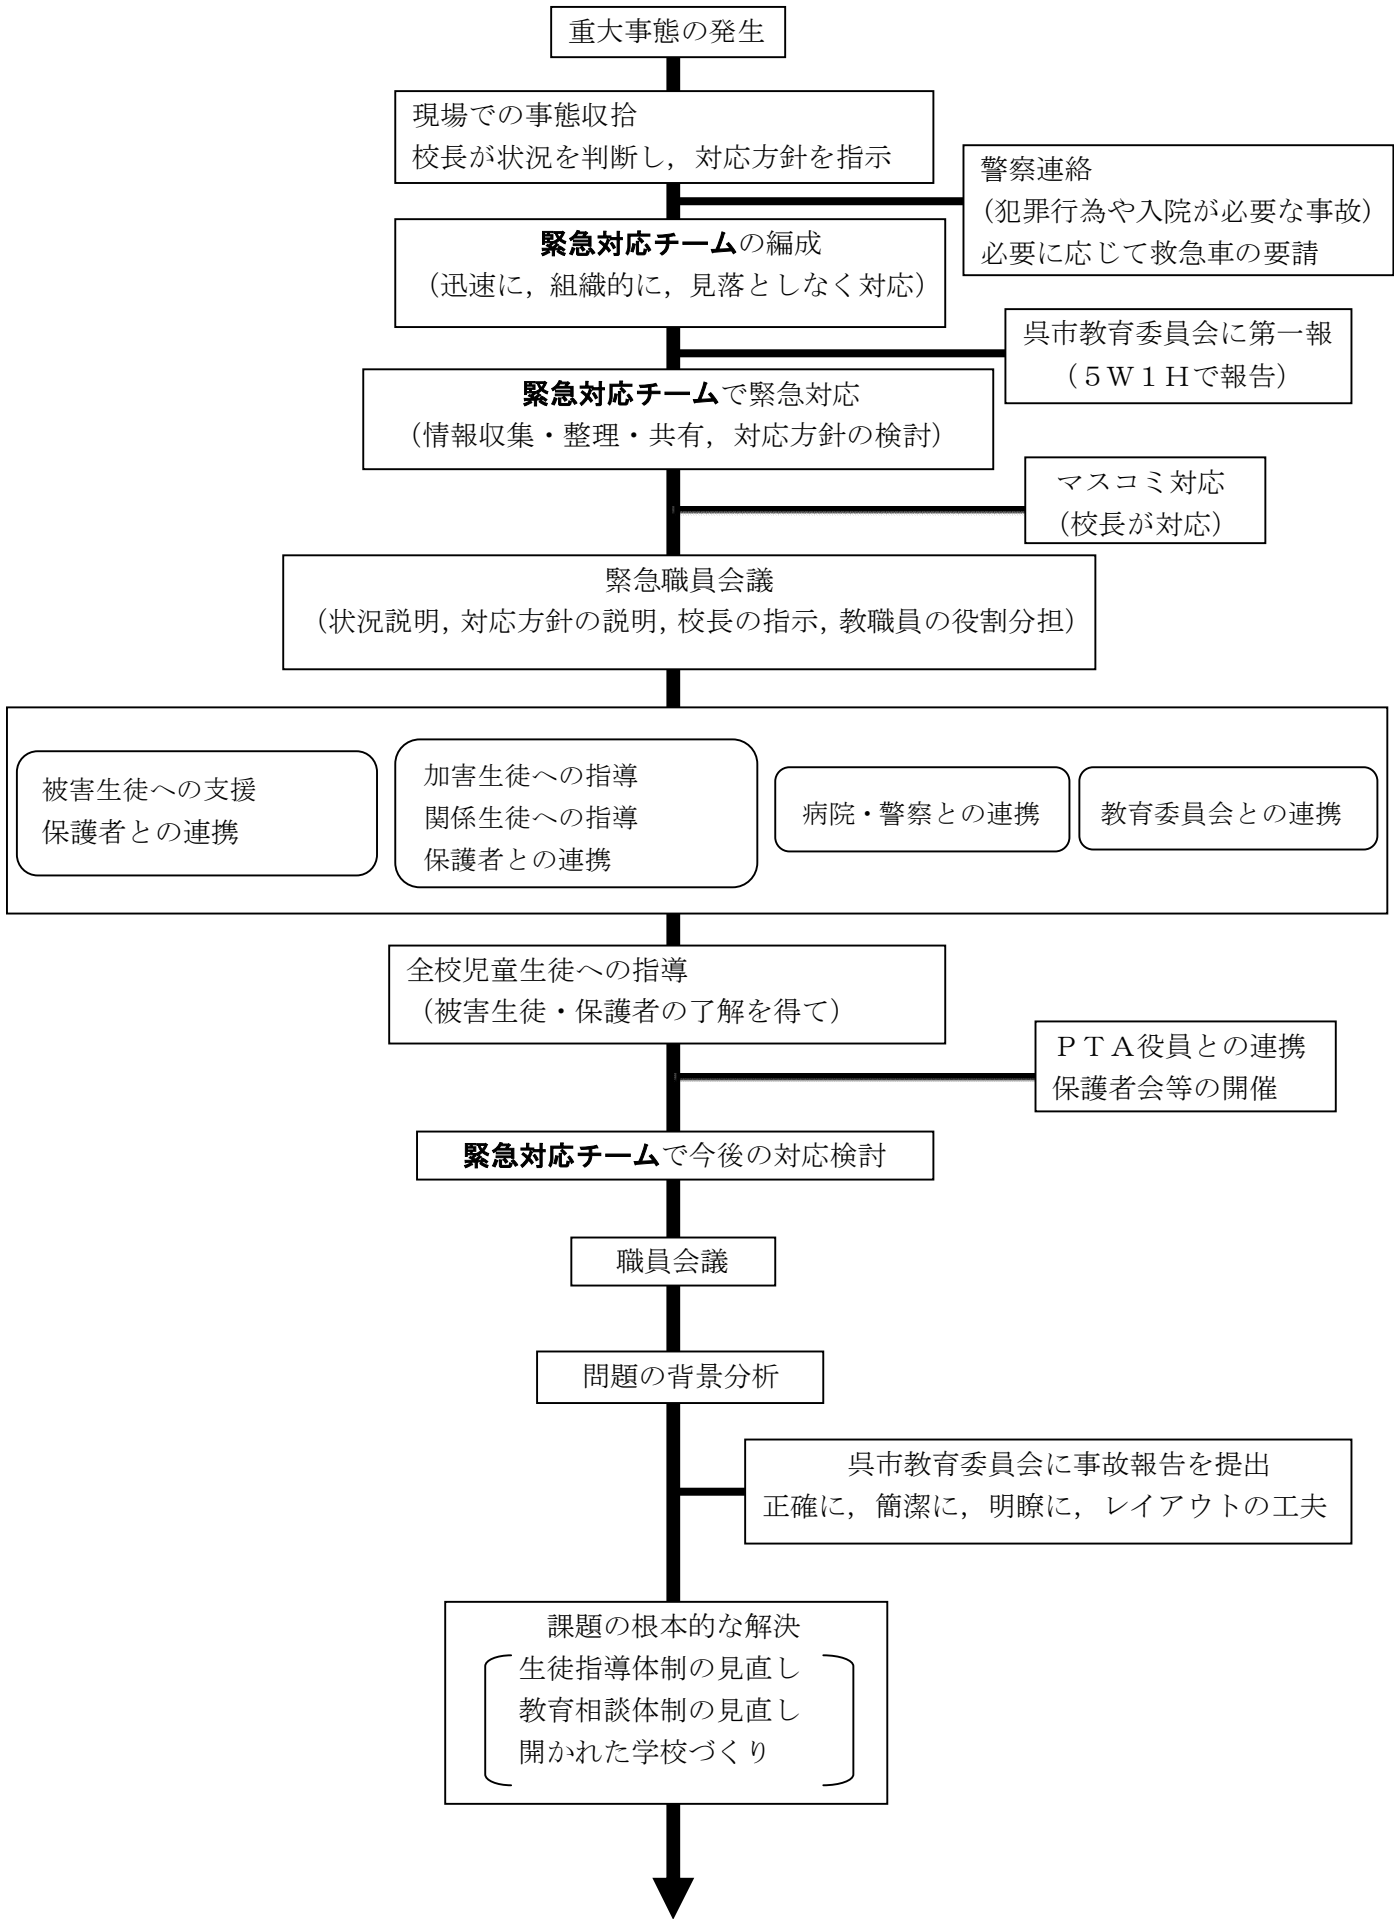 重大事態の発生
現場での事態収拾
校長が状況を判断し，対応方針を指示
警察連絡
（犯罪行為や入院が必要な事故）
必要に応じて救急車の要請
緊急対応チームの編成
（迅速に，組織的に，見落としなく対応）
呉市教育委員会に第一報
（５Ｗ１Ｈで報告）
緊急対応チームで緊急対応
（情報収集・整理・共有，対応方針の検討）
マスコミ対応
（校長が対応）
緊急職員会議
（状況説明，対応方針の説明，校長の指示，教職員の役割分担）
被害生徒への支援
保護者との連携
加害生徒への指導
関係生徒への指導
保護者との連携
病院・警察との連携
教育委員会との連携
全校児童生徒への指導
（被害生徒・保護者の了解を得て）
ＰＴＡ役員との連携
保護者会等の開催
緊急対応チームで今後の対応検討
職員会議
問題の背景分析
呉市教育委員会に事故報告を提出
正確に，簡潔に，明瞭に，レイアウトの工夫
課題の根本的な解決
生徒指導体制の見直し
教育相談体制の見直し
開かれた学校づくり